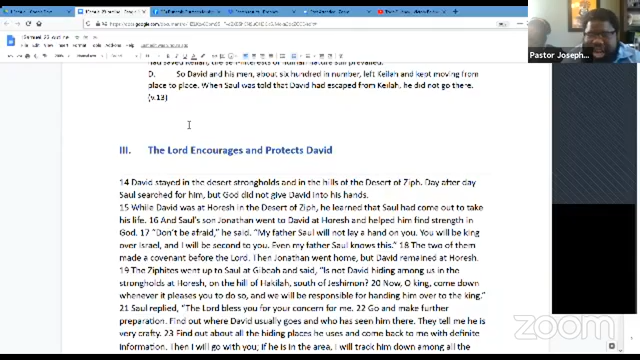 Pastor Joseph...
had saved Keilah, the self-interests of human nature still prevailed.
D. So David and his men, about six hundred in number, left Keilah and kept moving from
place to place. When Saul was told that David had escaped from Keilah, he did not go there.
(v.13)
III. The Lord Encourages and Protects David
14 David stayed in the desert strongholds and in the hills of the Desert of Ziph. Day after day
Saul searched for him, but God did not give David into his hands.
15 While David was at Horesh in the Desert of Ziph, he learned that Saul had come out to take
his life. 16 And Saul's son Jonathan went to David at Horesh and helped him find strength in
God. 17 "Don't be afraid," he said. "My father Saul will not lay a hand on you. You will be king
over Israel, and I will be second to you. Even my father Saul knows this." 18 The two of them
made a covenant before the Lord. Then Jonathan went home, but David remained at Horesh.
19 The Ziphites went up to Saul at Gibeah and said, "Is not David hiding among us in the
strongholds at Horesh, on the hill of Hakilah, south of Jeshimon? 20 Now, O king, come down
whenever it pleases you to do so, and we will be responsible for handing him over to the king."
21 Saul replied, "The Lord bless you for your concern for me. 22 Go and make further
preparation. Find out where David usually goes and who has seen him there. They tell me he is
very crafty. 23 Find out about all the hiding places he uses and come back to me with definite
information. Then I will go with you; if he is in the area, I will track him down among all the
zoom